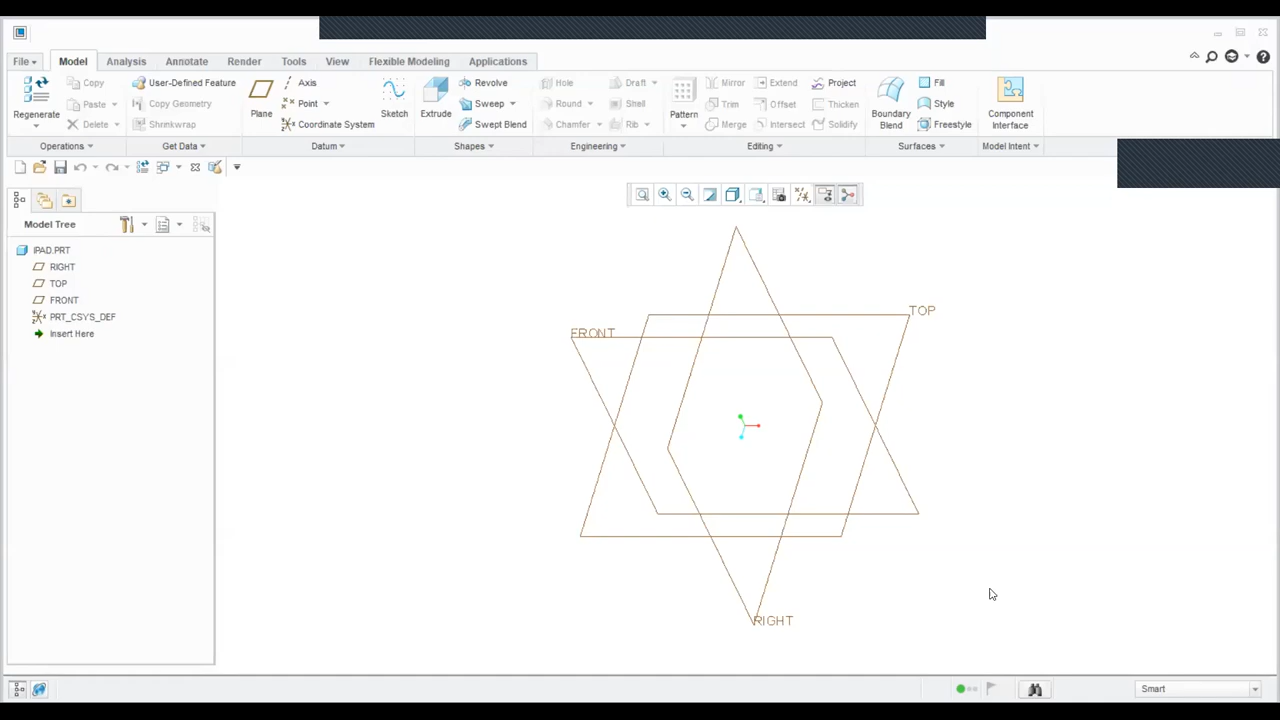 File
Model
Analysis
Annotate
Render
Tools
View
Flexible Modeling
Applications
Regenerate
Copy
Paste
Delete
Operations
User-Defined Feature
Copy Geometry
Shrinkwrap
Get Data
Plane
Axis
Point
Coordinate System
Sketch
Datum
Extrude
Revolve
Sweep
Swept Blend
Shapes
Hole
Round
Chamfer
Draft
Shell
Rib
Engineering
Pattern
Mirror
Trim
Merge
Extend
Offset
Intersect
Project
Thicken
Solidify
Editing
Boundary
Blend
Fill
Style
Freestyle
Surfaces
Component
Interface
Model Intent
Model Tree
IPAD.PRT
RIGHT
TOP
FRONT
PRT_CSYS_DEF
Insert Here
TOP
FRONT
RIGHT
Smart